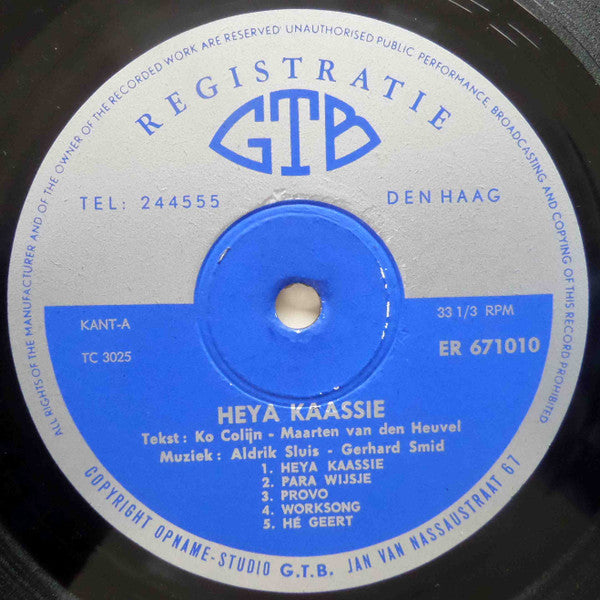 ALL RIGHTS OF THE MANUFACTURER AND OF THE OWNER OF THE RECORDED WORK ARE RESERVED' UNAUTHORISED PUBLIC PERFORMANCE, BROADCASTING AND COPYING OF THIS RECORD PROHIBITED.
REGISTRATIE
GTB
TEL: 244555 DEN HAAG
KANT-A 33 1/3 RPM
TC 3025 ER 671010
HEYA KAASSIE
Tekst: Ko Colijn - Maarten van den Heuvel
Muziek: Aldrik Sluis - Gerhard Smid
1. HEYA KAASSIE
2. PARA WIJSJE
3. PROVO
4. WORKSONG
5. HÉ GEERT
COPYRIGHT OPNAME-STUDIO G.T.B. JAN VAN NASSAUSTRAAT 67